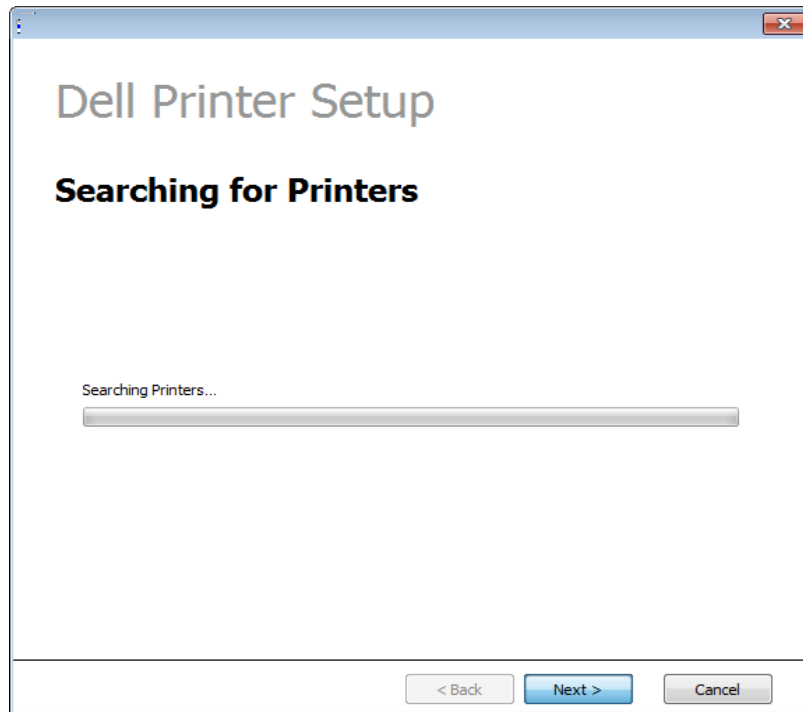 Dell Printer Setup
Searching for Printers
Searching Printers...
< Back
Next >
Cancel